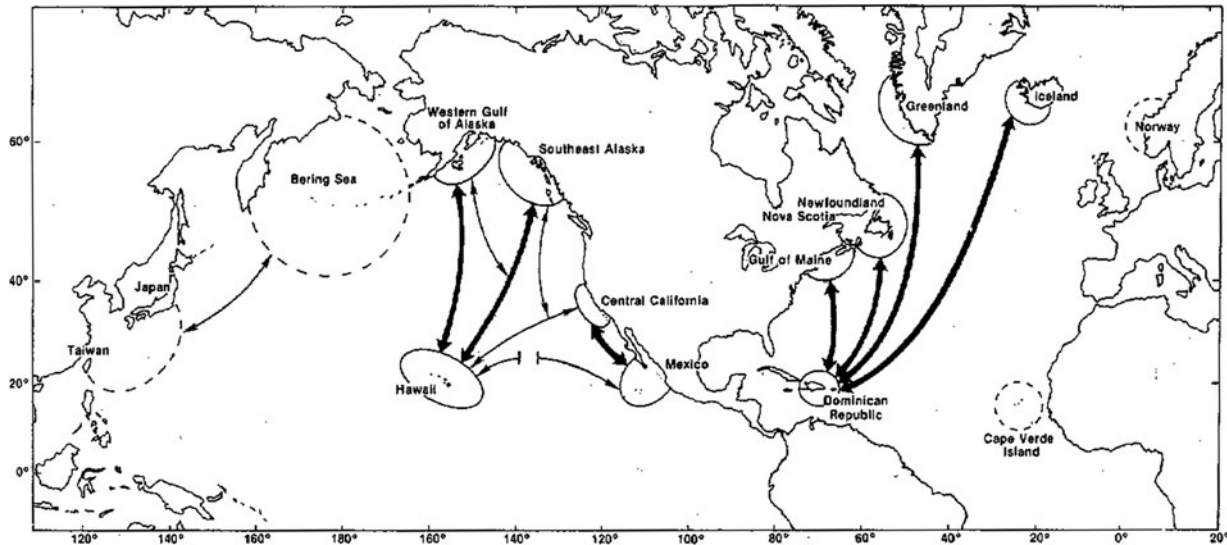 Western Gulf
of Alaska
Southeast Alaska
Bering Sea
Greenland
Iceland
Norway
Newfoundland
Nova Scotia
Gulf of Maine
Japan
Central California
Taiwan
Mexico
Hawaii
Dominican
Republic
Cape Verde
Island
60°
40°
20°
0°
120° 140° 160° 180° 160° 140° 120° 100° 80° 60° 40° 20° 0° 20°